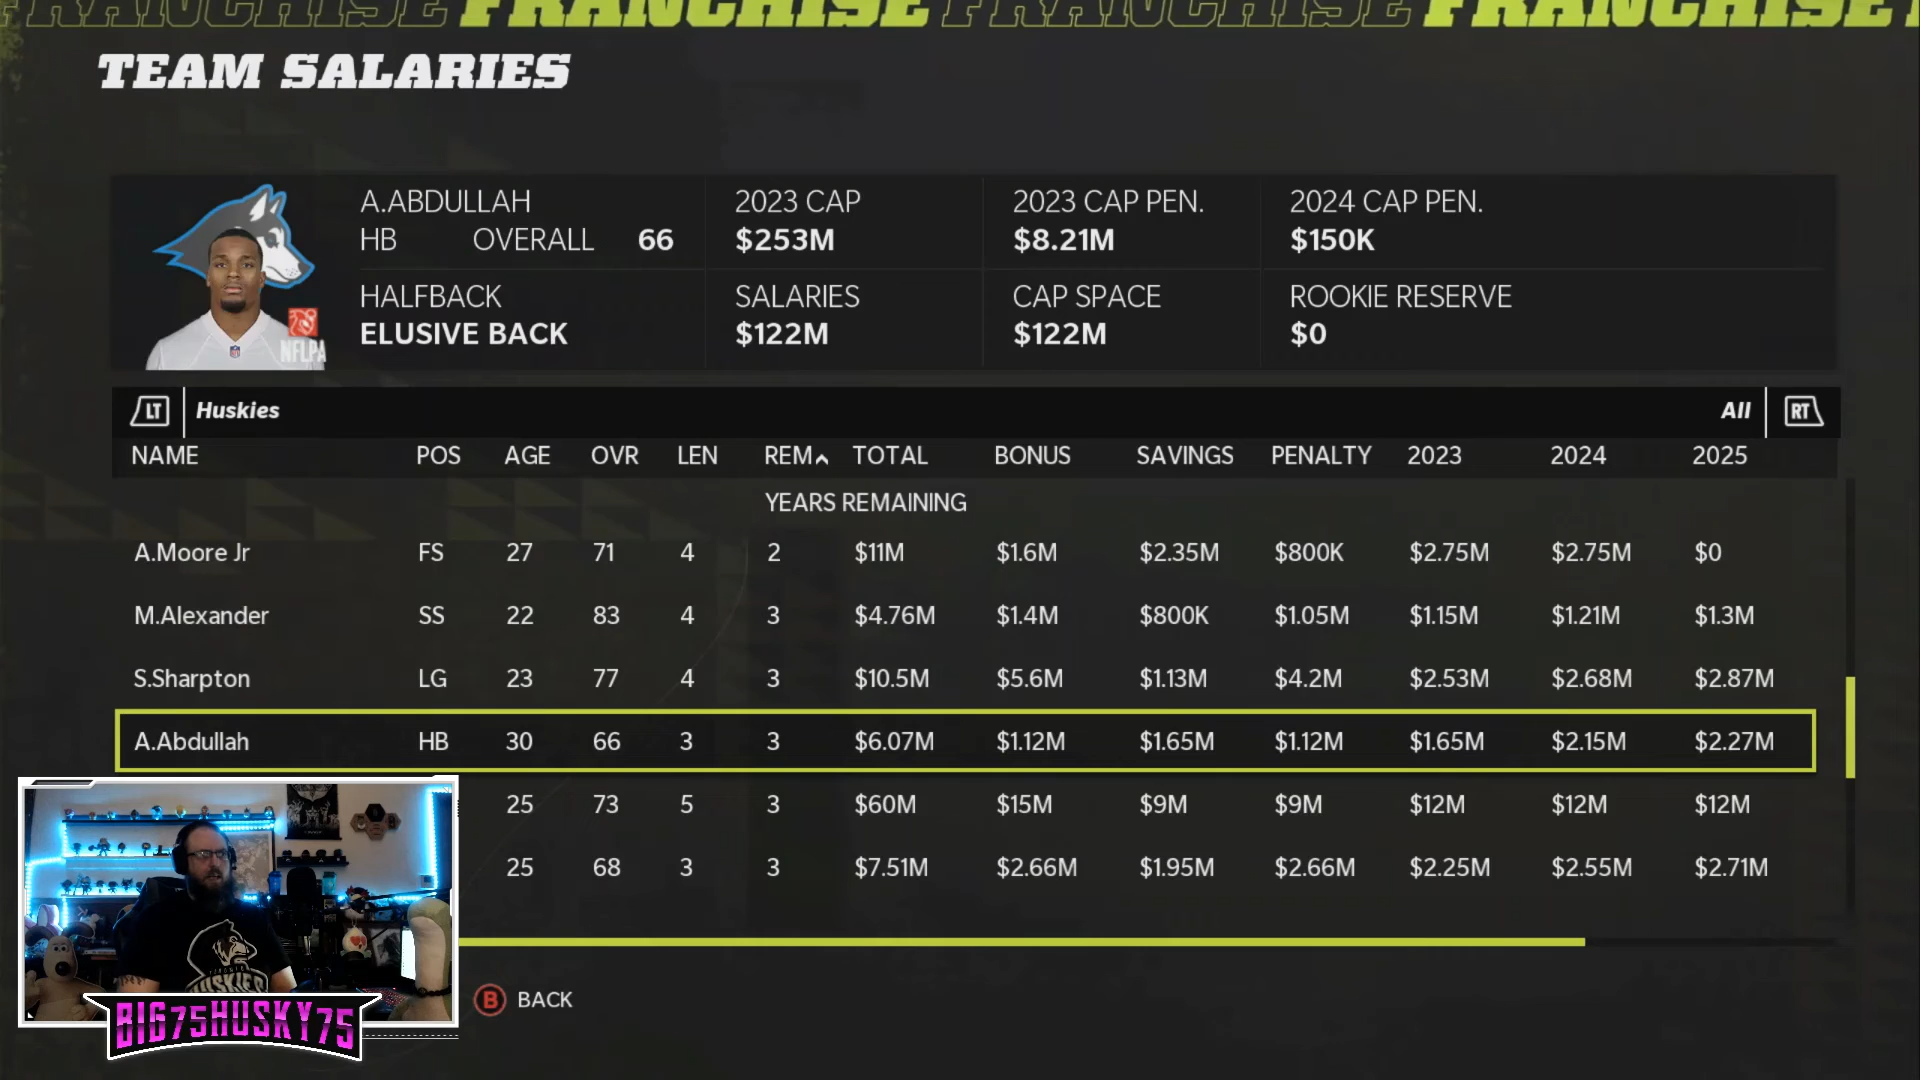 FRANCHISE FRANCHISE FRANCHISE FRANCHISE
TEAM SALARIES
A.ABDULLAH
HB OVERALL 66
HALFBACK
ELUSIVE BACK
NFLPA
2023 CAP
$253M
2023 CAP PEN.
$8.21M
2024 CAP PEN.
$150K
SALARIES
$122M
CAP SPACE
$122M
ROOKIE RESERVE
$0
LT Huskies All RT
NAME POS AGE OVR LEN REM TOTAL BONUS SAVINGS PENALTY 2023 2024 2025
YEARS REMAINING
A.Moore Jr FS 27 71 4 2 $11M $1.6M $2.35M $800K $2.75M $2.75M $0
M.Alexander SS 22 83 4 3 $4.76M $1.4M $800K $1.05M $1.15M $1.21M $1.3M
S.Sharpton LG 23 77 4 3 $10.5M $5.6M $1.13M $4.2M $2.53M $2.68M $2.87M
A.Abdullah HB 30 66 3 3 $6.07M $1.12M $1.65M $1.12M $1.65M $2.15M $2.27M
25 73 5 3 $60M $15M $9M $9M $12M $12M $12M
25 68 3 3 $7.51M $2.66M $1.95M $2.66M $2.25M $2.55M $2.71M
HUSKIES
BIG75HUSKY75
B BACK